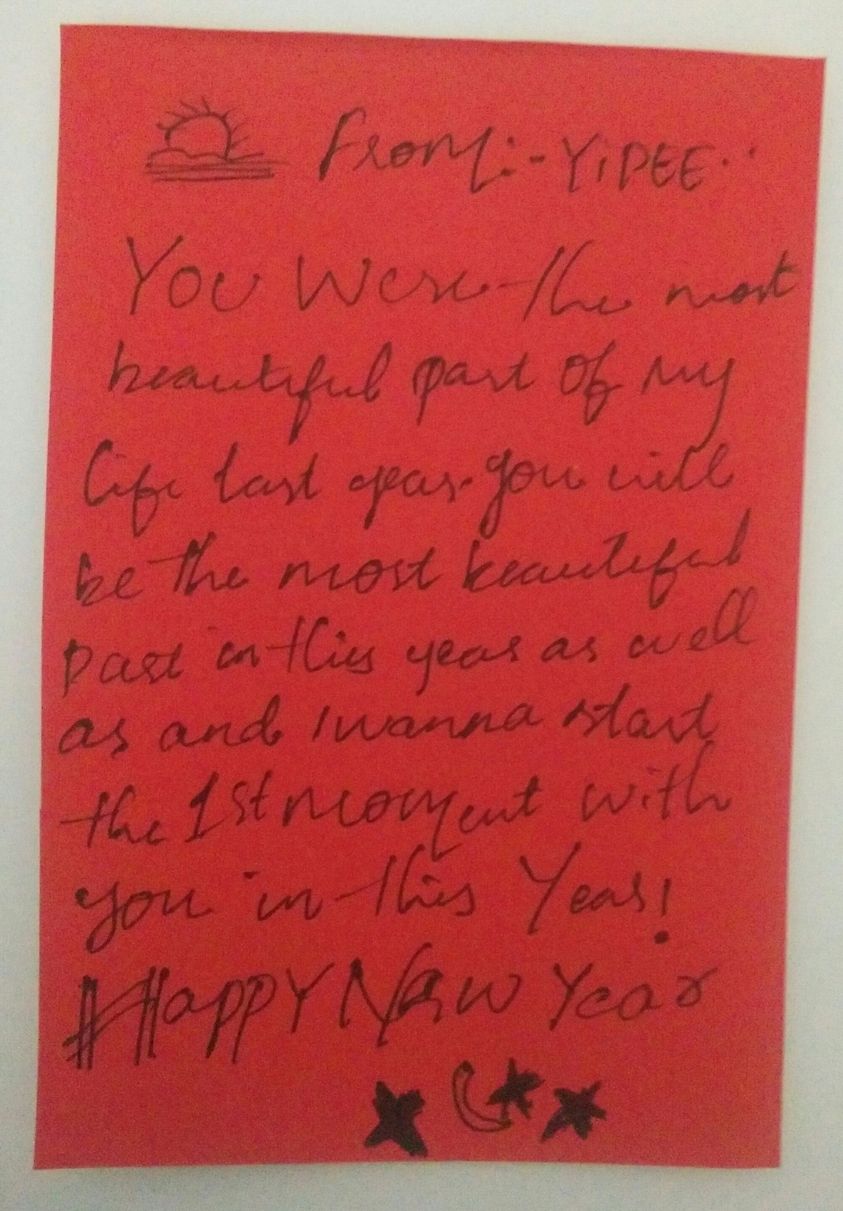 From:- YiPEE..
You were the most
beautiful part of my
life last year. you will
be the most beautiful
part in this year as well
as and I wanna start
the 1st moment with
you in this Year!
#HAPPY New Year